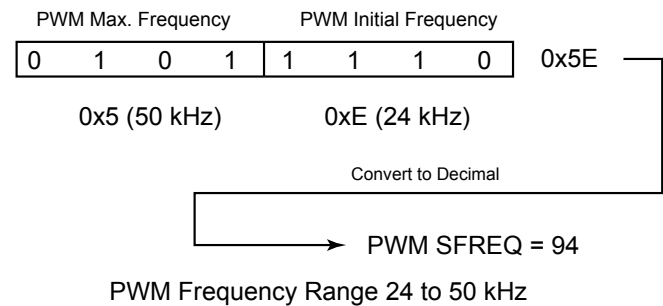 PWM Max. Frequency PWM Initial Frequency
0 1 0 1 1 1 1 0 0x5E
0x5 (50 kHz) 0xE (24 kHz)
Convert to Decimal
PWM SFREQ = 94
PWM Frequency Range 24 to 50 kHz